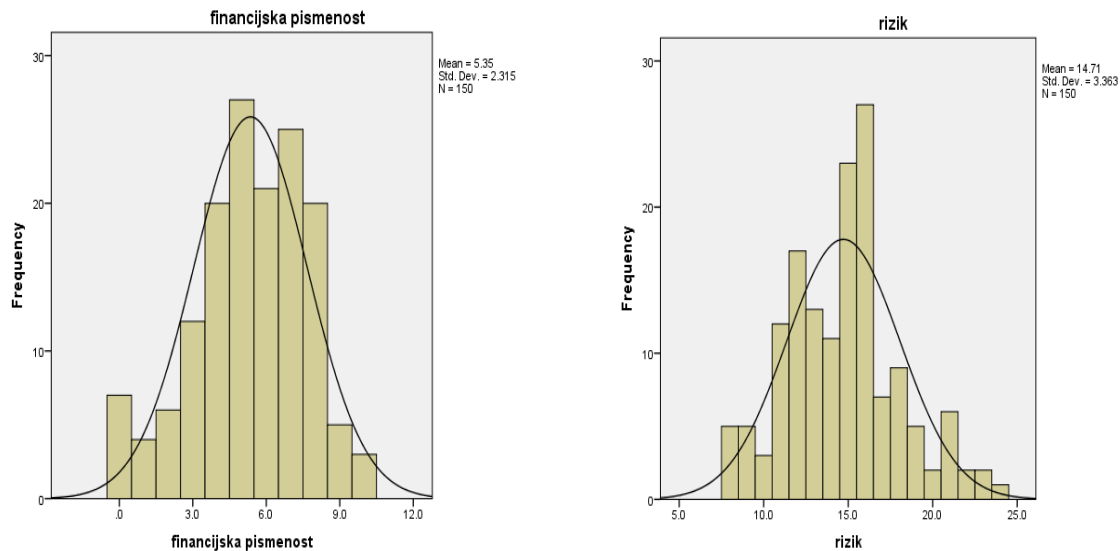 financijska pismenost
Mean = 5.35
Std. Dev. = 2.315
N = 150
Frequency
30
20
10
0
.0 3.0 6.0 9.0 12.0
financijska pismenost
rizik
Mean = 14.71
Std. Dev. = 3.363
N = 150
Frequency
30
20
10
0
5.0 10.0 15.0 20.0 25.0
rizik